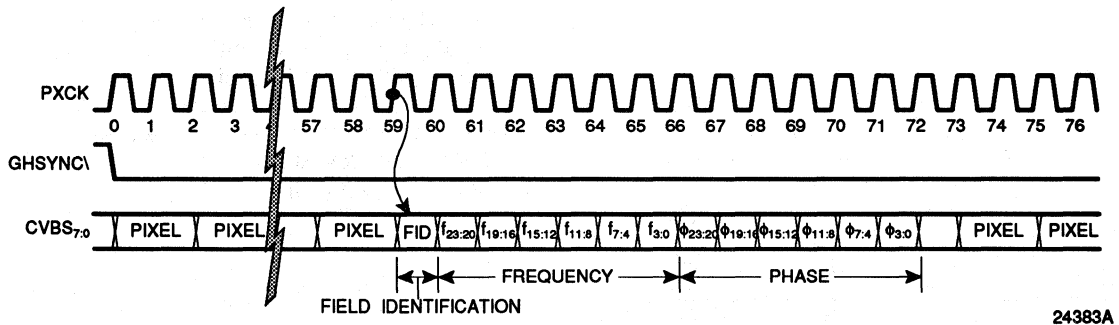 PXCK
0 1 2 3 57 58 59 60 61 62 63 64 65 66 67 68 69 70 71 72 73 74 75 76
GHSYNC\
CVBS7:0 PIXEL PIXEL PIXEL FID f23:20 f19:16 f15:12 f11:8 f7:4 f3:0 ϕ23:20 ϕ19:16 ϕ15:12 ϕ11:8 ϕ7:4 ϕ3:0 PIXEL PIXEL
FREQUENCY PHASE
FIELD IDENTIFICATION
24383A